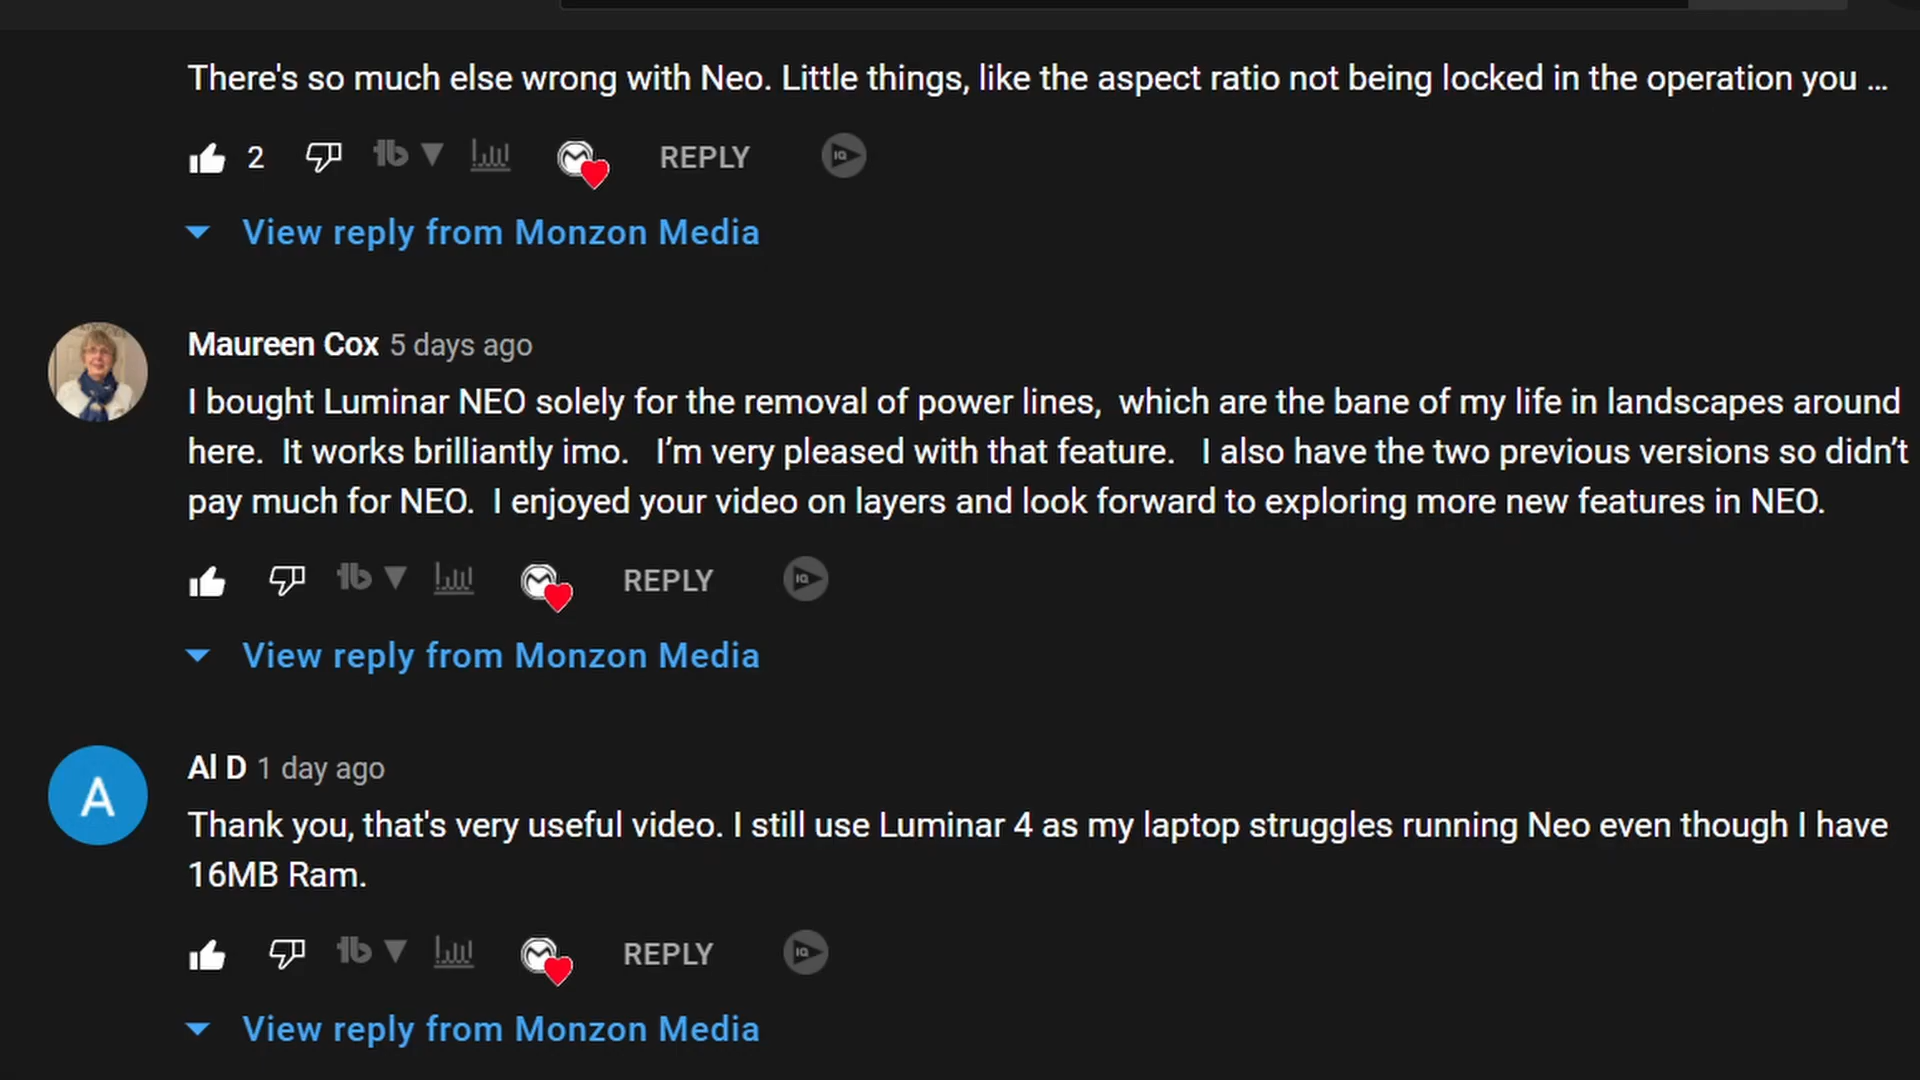 There's so much else wrong with Neo. Little things, like the aspect ratio not being locked in the operation you ...
2
REPLY
View reply from Monzon Media
Maureen Cox 5 days ago
I bought Luminar NEO solely for the removal of power lines,  which are the bane of my life in landscapes around
here.  It works brilliantly imo.   I’m very pleased with that feature.   I also have the two previous versions so didn’t
pay much for NEO.  I enjoyed your video on layers and look forward to exploring more new features in NEO.
REPLY
View reply from Monzon Media
A
Al D 1 day ago
Thank you, that's very useful video. I still use Luminar 4 as my laptop struggles running Neo even though I have
16MB Ram.
REPLY
View reply from Monzon Media